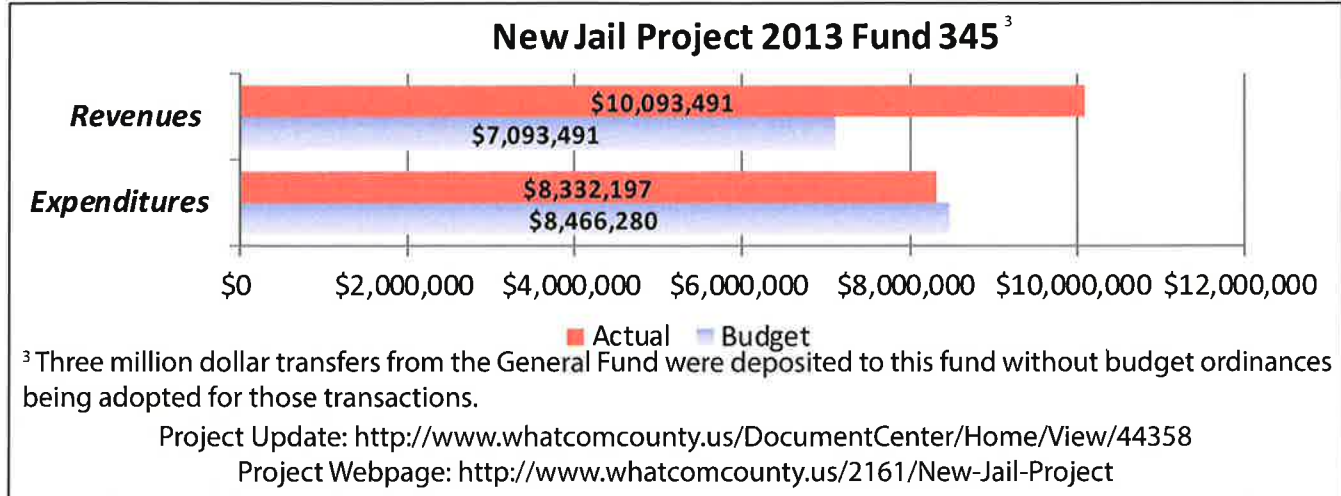 New Jail Project 2013 Fund 345³
Revenues
$10,093,491
$7,093,491
Expenditures
$8,332,197
$8,466,280
$0 $2,000,000 $4,000,000 $6,000,000 $8,000,000 $10,000,000 $12,000,000
Actual Budget
³ Three million dollar transfers from the General Fund were deposited to this fund without budget ordinances
being adopted for those transactions.
Project Update: http://www.whatcomcounty.us/DocumentCenter/Home/View/44358
Project Webpage: http://www.whatcomcounty.us/2161/New-Jail-Project